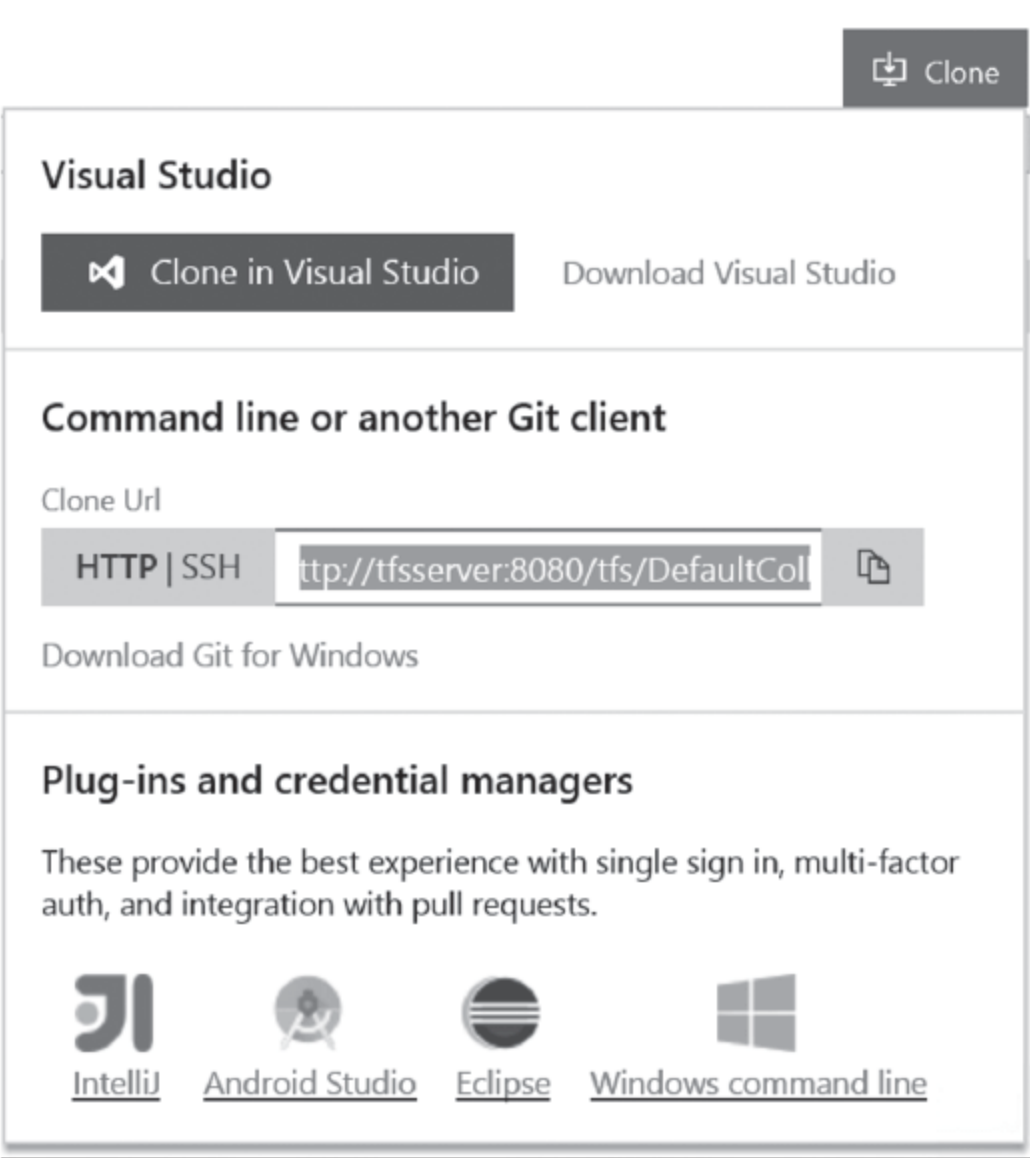 Clone
Visual Studio
Clone in Visual Studio Download Visual Studio
Command line or another Git client
Clone Url
HTTP | SSH ttp://tfsserver:8080/tfs/DefaultColl
Download Git for Windows
Plug-ins and credential managers
These provide the best experience with single sign in, multi-factor
auth, and integration with pull requests.
IntelliJ Android Studio Eclipse Windows command line